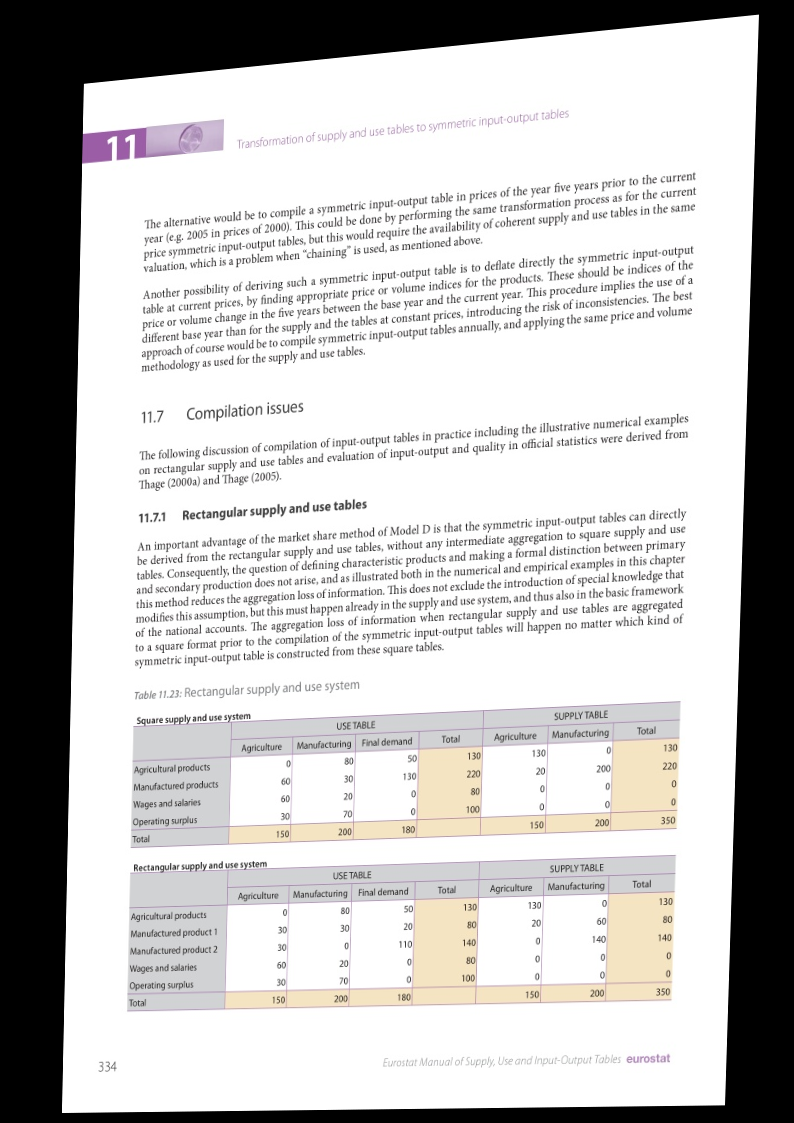 11
Transformation of supply and use tables to symmetric input-output tables
The alternative would be to compile a symmetric input-output table in prices of the year five years prior to the current
year (e.g. 2005 in prices of 2000). This could be done by performing the same transformation process as for the current
price symmetric input-output tables, but this would require the availability of coherent supply and use tables in the same
valuation, which is a problem when “chaining” is used, as mentioned above.
Another possibility of deriving such a symmetric input-output table is to deflate directly the symmetric input-output
table at current prices, by finding appropriate price or volume indices for the products. These should be indices of the
price or volume change in the five years between the base year and the current year. This procedure implies the use of a
different base year than for the supply and the tables at constant prices, introducing the risk of inconsistencies. The best
approach of course would be to compile symmetric input-output tables annually, and applying the same price and volume
methodology as used for the supply and use tables.
11.7 Compilation issues
The following discussion of compilation of input-output tables in practice including the illustrative numerical examples
on rectangular supply and use tables and evaluation of input-output and quality in official statistics were derived from
Thage (2000a) and Thage (2005).
11.7.1 Rectangular supply and use tables
An important advantage of the market share method of Model D is that the symmetric input-output tables can directly
be derived from the rectangular supply and use tables, without any intermediate aggregation to square supply and use
tables. Consequently, the question of defining characteristic products and making a formal distinction between primary
and secondary production does not arise, and as illustrated both in the numerical and empirical examples in this chapter
this method reduces the aggregation loss of information. This does not exclude the introduction of special knowledge that
modifies this assumption, but this must happen already in the supply and use system, and thus also in the basic framework
of the national accounts. The aggregation loss of information when rectangular supply and use tables are aggregated
to a square format prior to the compilation of the symmetric input-output tables will happen no matter which kind of
symmetric input-output table is constructed from these square tables.
Table 11.23: Rectangular supply and use system
Square supply and use system
USE TABLE SUPPLY TABLE
Agriculture Manufacturing Final demand Total Agriculture Manufacturing Total
Agricultural products 0 80 50 130 130 0 130
Manufactured products 60 30 130 220 20 200 220
Wages and salaries 60 20 0 80 0 0 0
Operating surplus 30 70 0 100 0 0 0
Total 150 200 180 150 200 350
Rectangular supply and use system
USE TABLE SUPPLY TABLE
Agriculture Manufacturing Final demand Total Agriculture Manufacturing Total
Agricultural products 0 80 50 130 130 0 130
Manufactured product 1 30 30 20 80 20 60 80
Manufactured product 2 30 0 110 140 0 140 140
Wages and salaries 60 20 0 80 0 0 0
Operating surplus 30 70 0 100 0 0 0
Total 150 200 180 150 200 350
334
Eurostat Manual of Supply, Use and Input-Output Tables eurostat